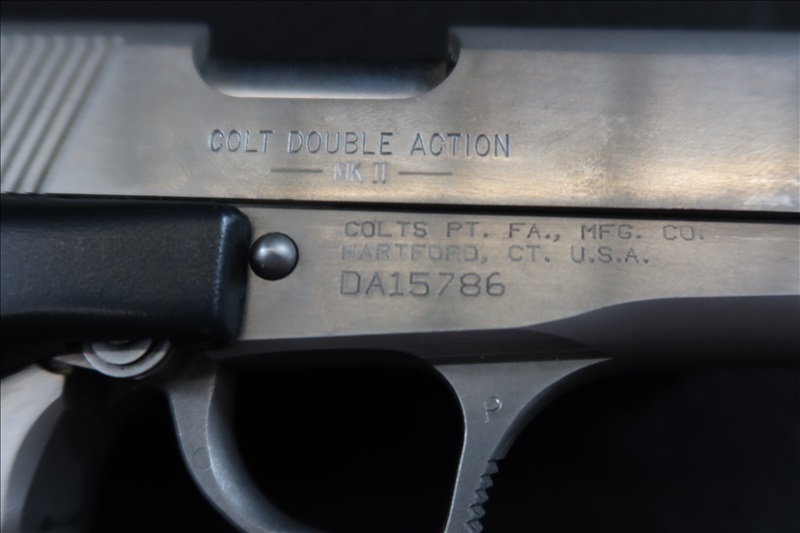 COLT DOUBLE ACTION
— MK II —
COLTS PT. FA., MFG. CO.
HARTFORD, CT. U.S.A.
DA15786
P